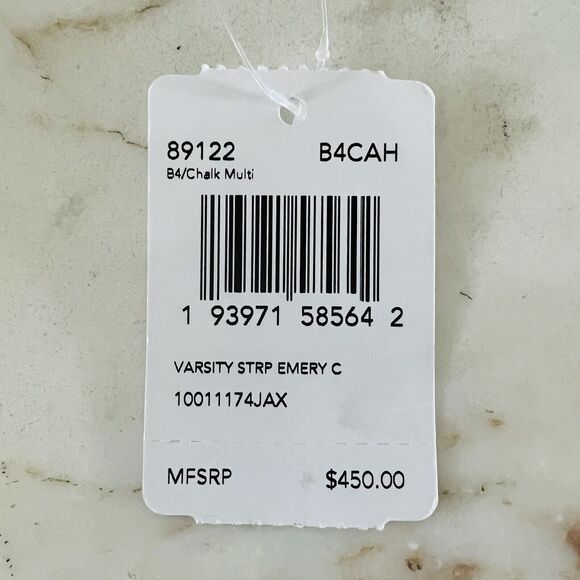 89122 B4CAH
B4/Chalk Multi
1 93971 58564 2
VARSITY STRP EMERY C
10011174JAX
MFSRP $450.00